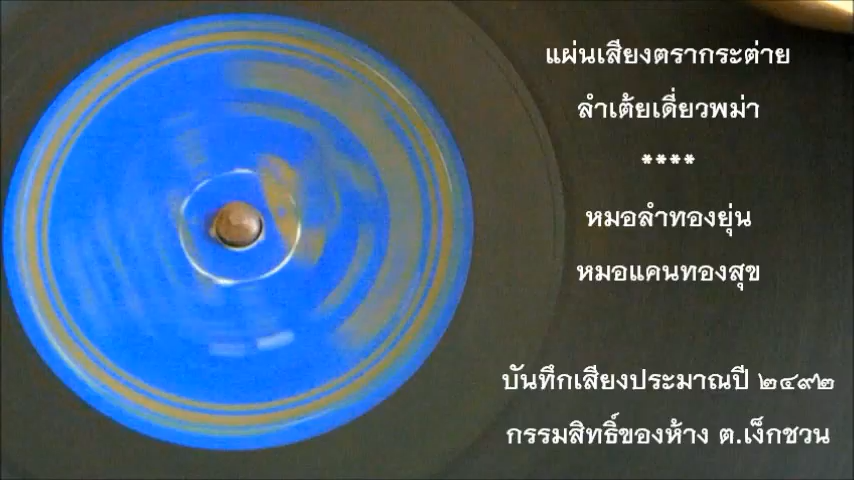 แผ่นเสียงตรากระต่าย
ลำเต้ยเดี่ยวพม่า
****
หมอลำทองยุ่น
หมอแคนทองสุข
บันทึกเสียงประมาณปี ๒๔๙๒
กรรมสิทธิ์ของห้าง ต.เง็กชวน